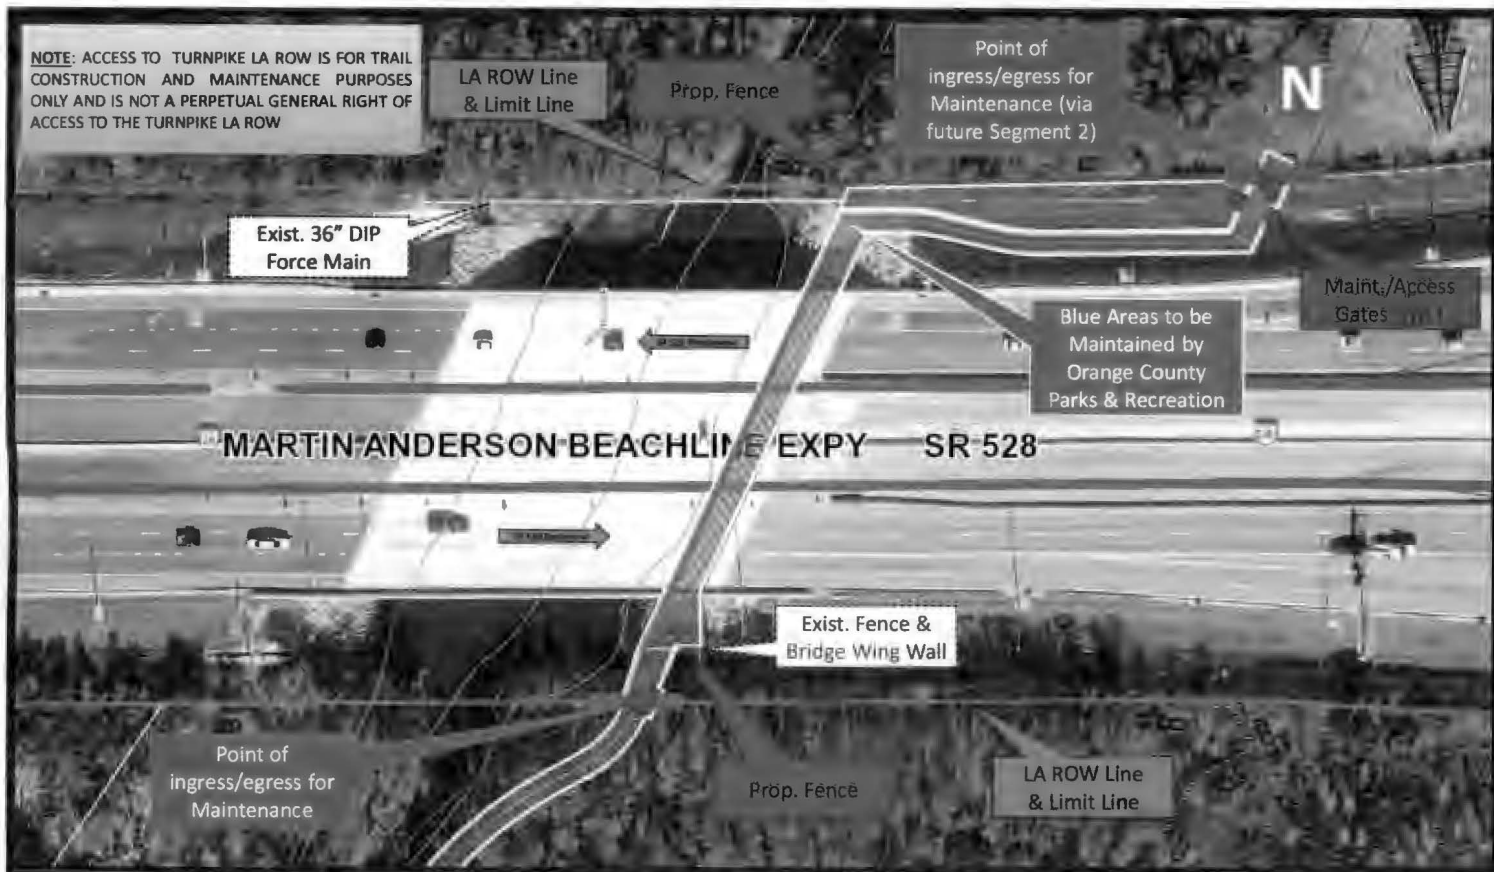 NOTE: ACCESS TO TURNPIKE LA ROW IS FOR TRAIL
CONSTRUCTION AND MAINTENANCE PURPOSES
ONLY AND IS NOT A PERPETUAL GENERAL RIGHT OF
ACCESS TO THE TURNPIKE LA ROW
LA ROW Line
& Limit Line
Prop. Fence
Point of
ingress/egress for
Maintenance (via
future Segment 2)
N
Exist. 36" DIP
Force Main
Maint./Access
Gates
Blue Areas to be
Maintained by
Orange County
Parks & Recreation
MARTIN ANDERSON BEACHLINE EXPY SR 528
Exist. Fence &
Bridge Wing Wall
Point of
ingress/egress for
Maintenance
Prop. Fence
LA ROW Line
& Limit Line